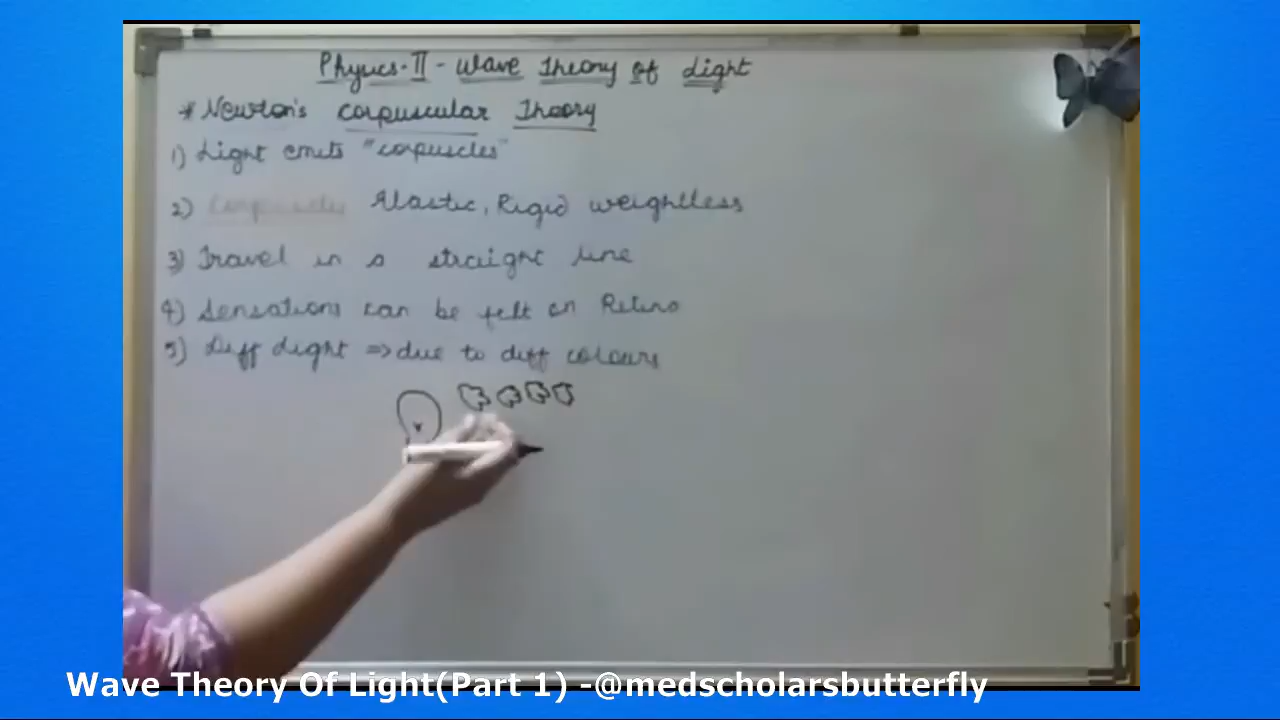 Physics-II - Wave Theory of Light
* Newton's corpuscular Theory
1) Light emits "corpuscles"
2) Corpuscles Elastic, Rigid weightless
3) Travel in a straight line
4) Sensations can be felt on Retina
5) Diff Light => due to diff colours
Wave Theory Of Light(Part 1) -@medscholarsbutterfly